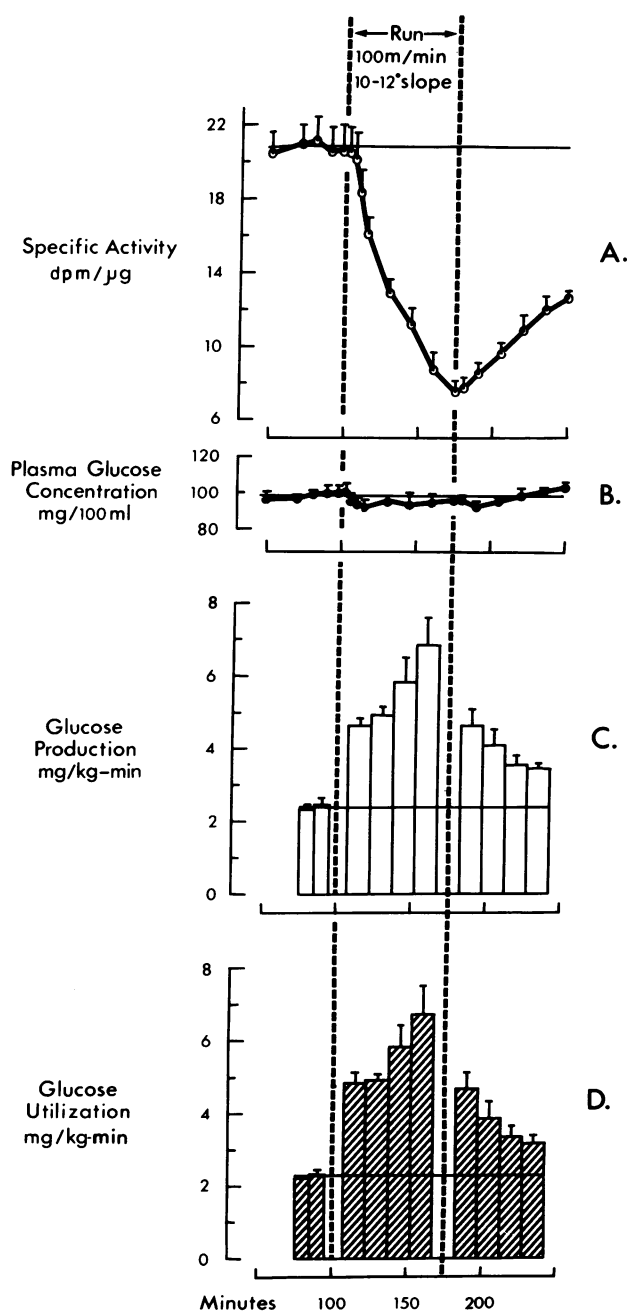 Run
100m/min
10-12° slope
22
18
14
10
6
Specific Activity
dpm/µg
A.
120
100
80
Plasma Glucose
Concentration
mg/100ml
B.
8
6
4
2
0
Glucose
Production
mg/kg-min
C.
8
6
4
2
0
Glucose
Utilization
mg/kg-min
D.
Minutes 100 150 200